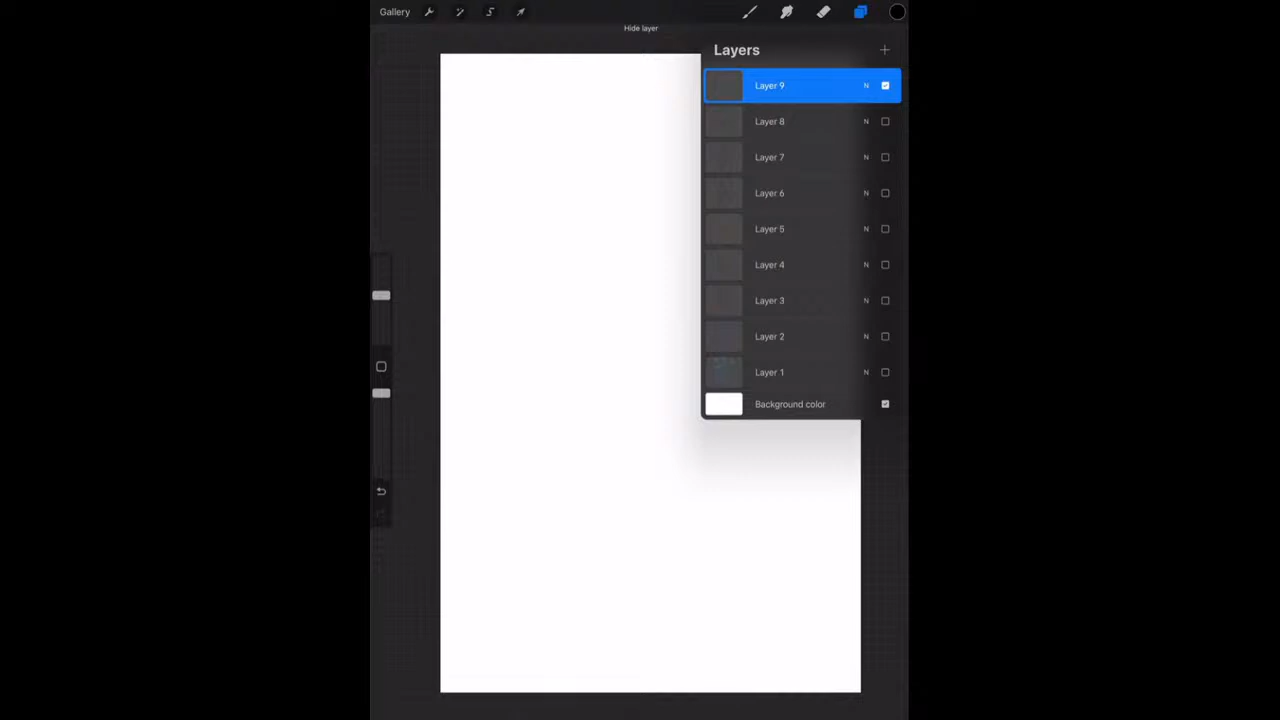 Gallery
Hide layer
Layers
Layer 9 N
Layer 8 N
Layer 7 N
Layer 6 N
Layer 5 N
Layer 4 N
Layer 3 N
Layer 2 N
Layer 1 N
Background color